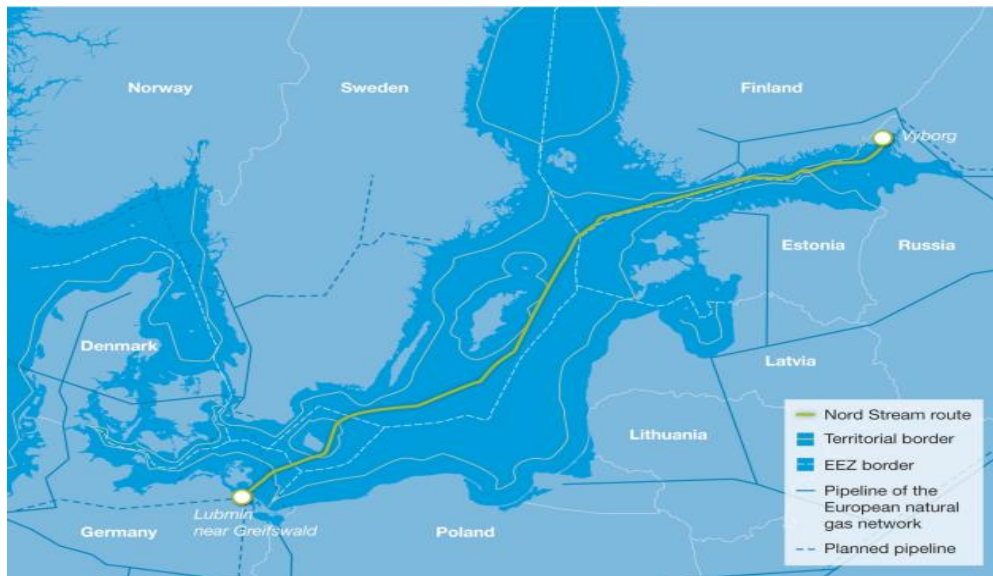 Norway
Sweden
Finland
Vyborg
Estonia
Russia
Denmark
Latvia
Lithuania
Lubmin
near Greifswald
Germany
Poland
Nord Stream route
Territorial border
EEZ border
Pipeline of the
European natural
gas network
Planned pipeline